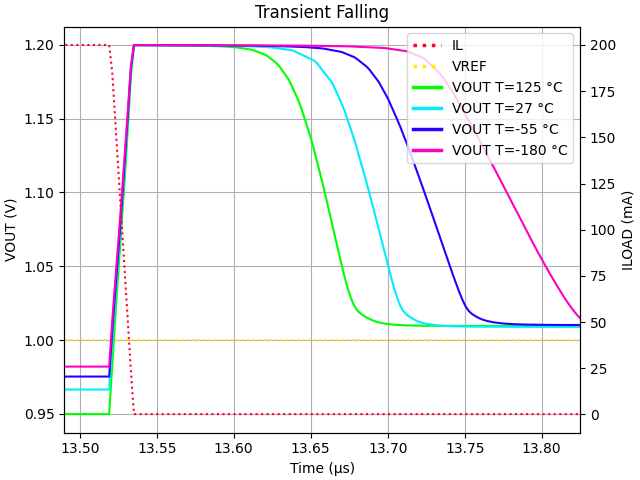 Transient Falling
VOUT (V)
1.20
1.15
1.10
1.05
1.00
0.95
IL
VREF
VOUT T=125 °C
VOUT T=27 °C
VOUT T=-55 °C
VOUT T=-180 °C
200
175
150
125
100
75
50
25
0
ILOAD (mA)
13.50 13.55 13.60 13.65 13.70 13.75 13.80
Time (μs)